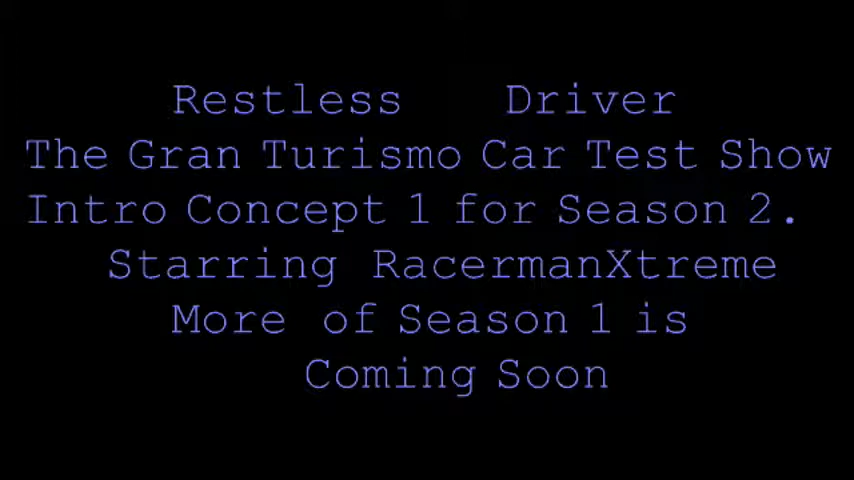 Restless Driver
The Gran Turismo Car Test Show
Intro Concept 1 for Season 2.
Starring RacermanXtreme
More of Season 1 is
Coming Soon